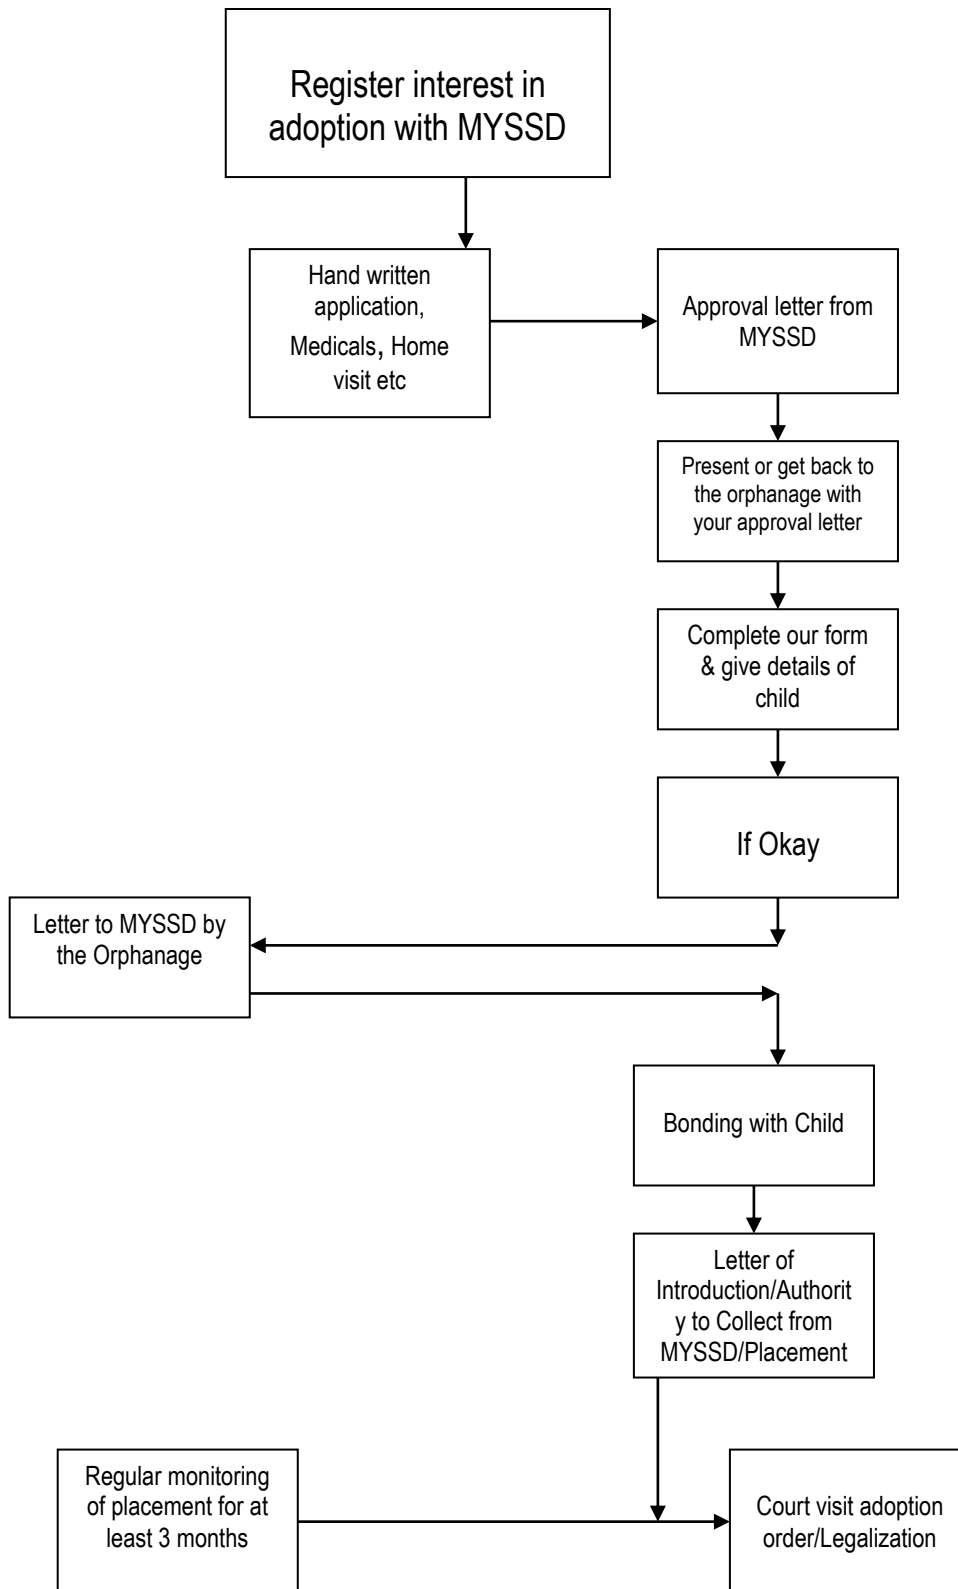 Register interest in
adoption with MYSSD
Hand written
application,
Medicals, Home
visit etc
Approval letter from
MYSSD
Present or get back to
the orphanage with
your approval letter
Complete our form
& give details of
child
If Okay
Letter to MYSSD by
the Orphanage
Bonding with Child
Letter of
Introduction/Authorit
y to Collect from
MYSSD/Placement
Regular monitoring
of placement for at
least 3 months
Court visit adoption
order/Legalization